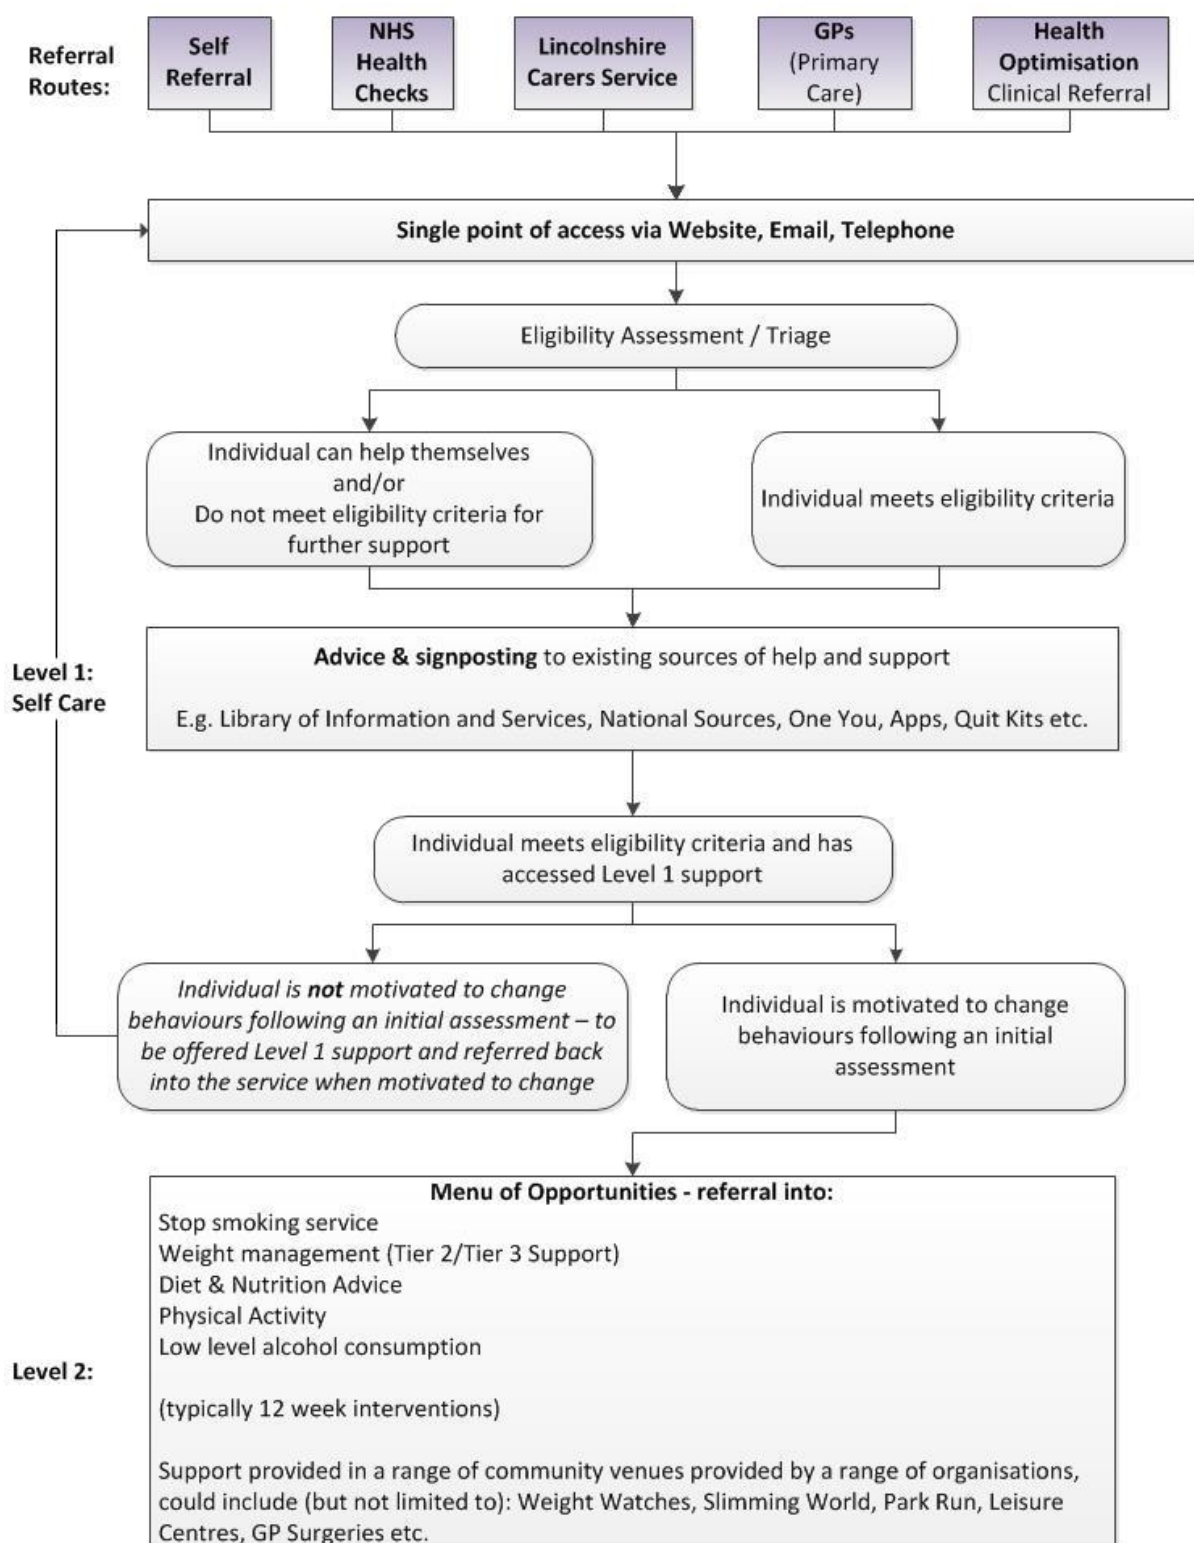 Referral
Routes:
Self
Referral
NHS
Health
Checks
Lincolnshire
Carers Service
GPs
(Primary
Care)
Health
Optimisation
Clinical Referral
Single point of access via Website, Email, Telephone
Eligibility Assessment / Triage
Individual can help themselves
and/or
Do not meet eligibility criteria for
further support
Individual meets eligibility criteria
Level 1:
Self Care
Advice & signposting to existing sources of help and support
E.g. Library of Information and Services, National Sources, One You, Apps, Quit Kits etc.
Individual meets eligibility criteria and has
accessed Level 1 support
Individual is not motivated to change
behaviours following an initial assessment – to
be offered Level 1 support and referred back
into the service when motivated to change
Individual is motivated to change
behaviours following an initial
assessment
Level 2:
Menu of Opportunities - referral into:
Stop smoking service
Weight management (Tier 2/Tier 3 Support)
Diet & Nutrition Advice
Physical Activity
Low level alcohol consumption
(typically 12 week interventions)
Support provided in a range of community venues provided by a range of organisations,
could include (but not limited to): Weight Watches, Slimming World, Park Run, Leisure
Centres, GP Surgeries etc.